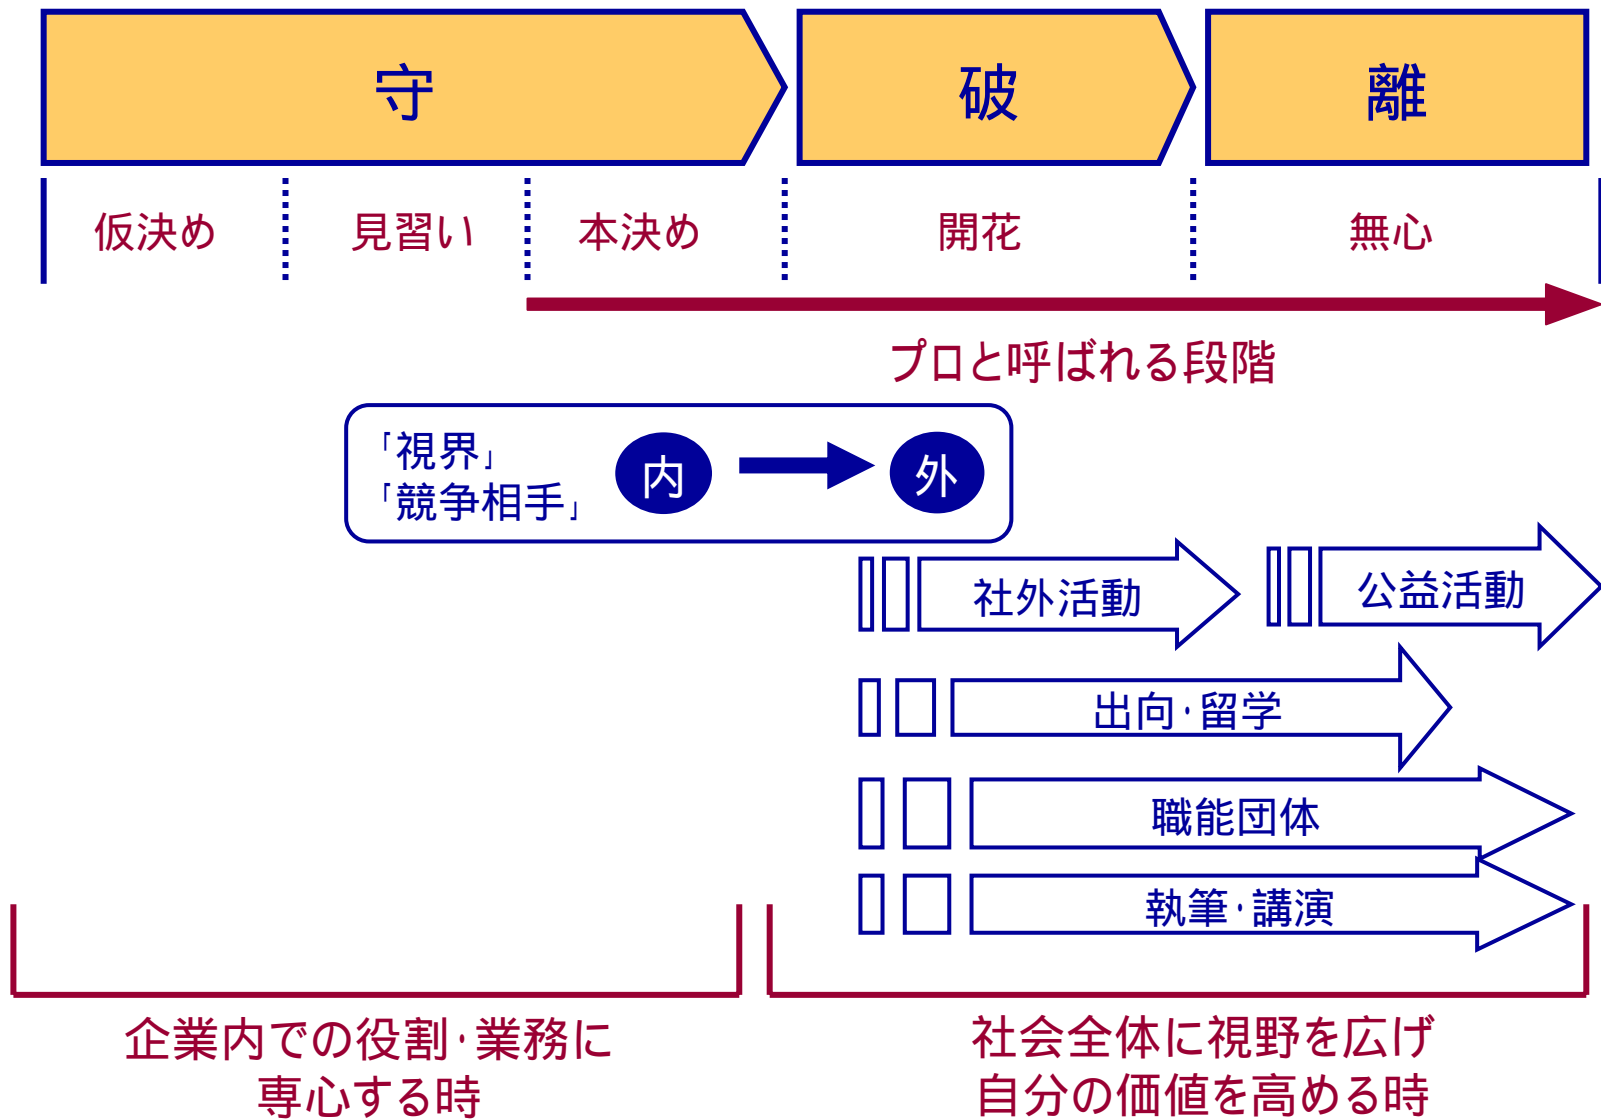 守
破
離
仮決め
見習い
本決め
開花
無心
プロと呼ばれる段階
「視界」
「競争相手」
内
外
社外活動
公益活動
出向・留学
職能団体
執筆・講演
企業内での役割・業務に
専心する時
社会全体に視野を広げ
自分の価値を高める時